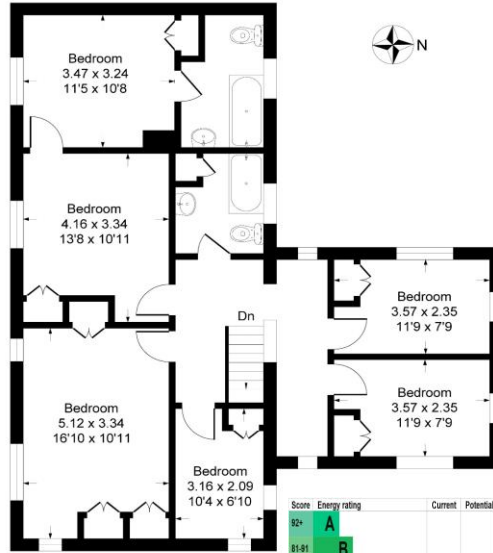 Bedroom
3.47 x 3.24
11'5 x 10'8
N
Bedroom
4.16 x 3.34
13'8 x 10'11
Dn
Bedroom
3.57 x 2.35
11'9 x 7'9
Bedroom
3.57 x 2.35
11'9 x 7'9
Bedroom
5.12 x 3.34
16'10 x 10'11
Bedroom
3.16 x 2.09
10'4 x 6'10
Score Energy rating Current Potential
92+ A
81-91 B